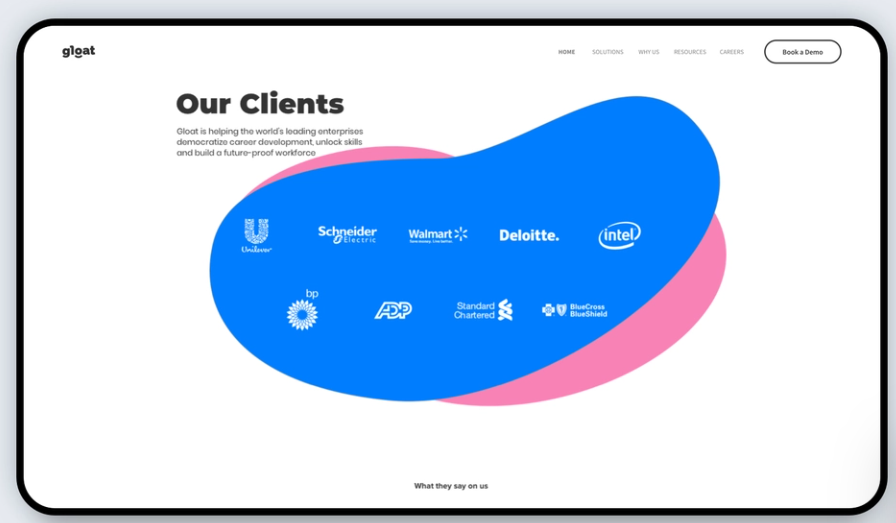 gloat
HOME SOLUTIONS WHY US RESOURCES CAREERS Book a Demo
Our Clients
Gloat is helping the world's leading enterprises
democratize career development, unlock skills
and build a future-proof workforce
Unilever
Schneider
Electric
Walmart
Deloitte.
intel
bp
ADP
Standard
Chartered
BlueCross
BlueShield
What they say on us